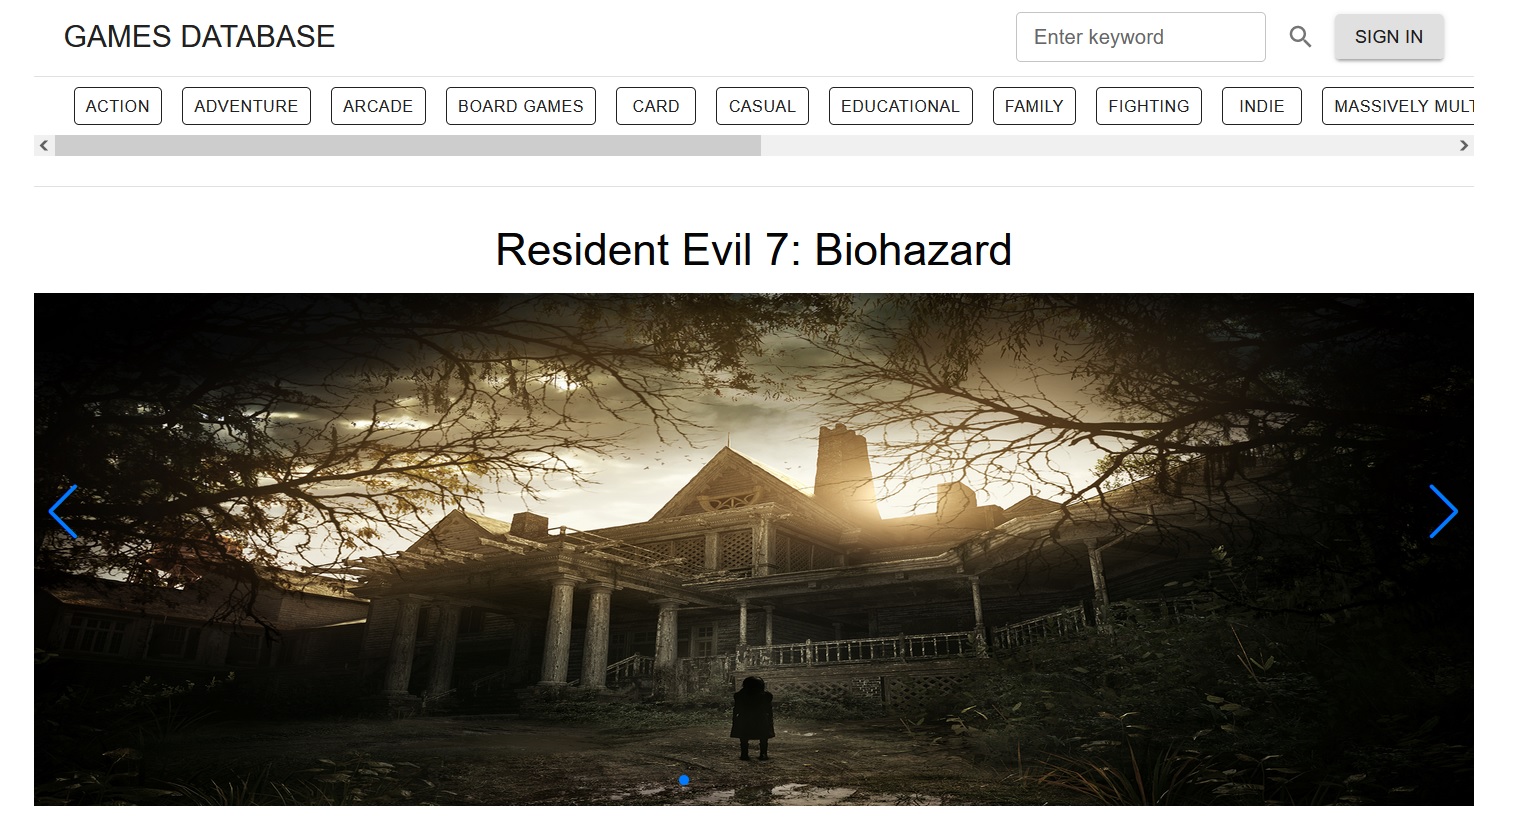 GAMES DATABASE
Enter keyword
SIGN IN
ACTION
ADVENTURE
ARCADE
BOARD GAMES
CARD
CASUAL
EDUCATIONAL
FAMILY
FIGHTING
INDIE
MASSIVELY MULT
Resident Evil 7: Biohazard